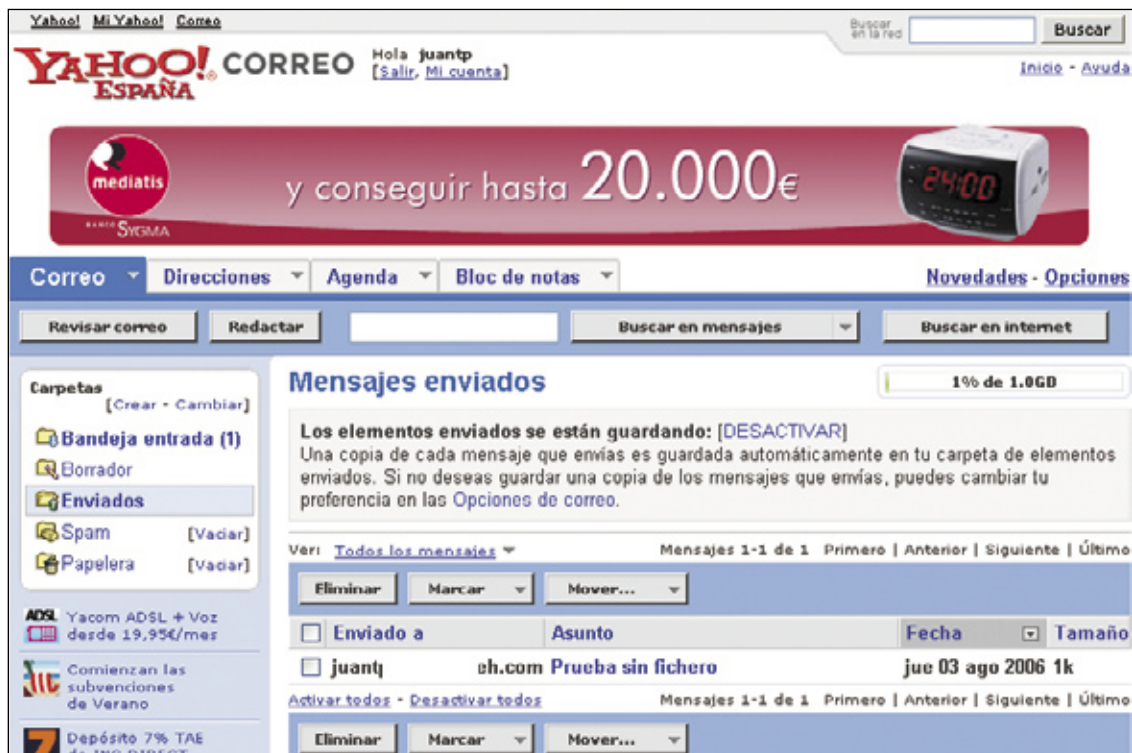 Yahoo! Mi Yahoo! Correo
Buscar en la red
Buscar
YAHOO! CORREO
ESPAÑA
Hola juantp
[Salir, Mi cuenta]
Inicio - Ayuda
mediatis
BANCO SYGMA
y conseguir hasta 20.000€
24:00
Correo Direcciones Agenda Bloc de notas
Novedades - Opciones
Revisar correo Redactar Buscar en mensajes Buscar en internet
Carpetas
[Crear - Cambiar]
Bandeja entrada (1)
Borrador
Enviados
Spam [Vaciar]
Papelera [Vaciar]
ADSL Yacom ADSL + Voz
desde 19,95€/mes
Comienzan las
subvenciones
de Verano
Depósito 7% TAE
de ING DIRECT
Mensajes enviados
1% de 1.0GB
Los elementos enviados se están guardando: [DESACTIVAR]
Una copia de cada mensaje que envías es guardada automáticamente en tu carpeta de elementos
enviados. Si no deseas guardar una copia de los mensajes que envías, puedes cambiar tu
preferencia en las Opciones de correo.
Ver: Todos los mensajes
Mensajes 1-1 de 1 Primero | Anterior | Siguiente | Último
Eliminar Marcar Mover...
Enviado a Asunto Fecha Tamaño
eh.com Prueba sin fichero jue 03 ago 2006 1k
Activar todos - Desactivar todos
Mensajes 1-1 de 1 Primero | Anterior | Siguiente | Último
Eliminar Marcar Mover...